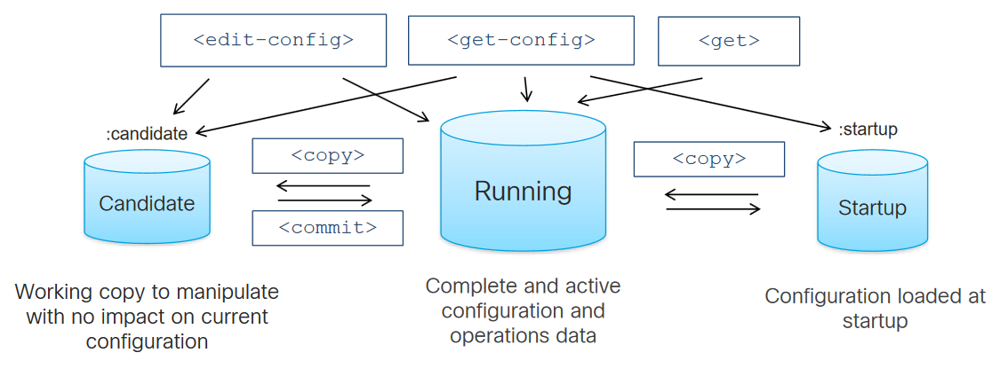 <edit-config>
<get-config>
<get>
:candidate
:startup
<copy>
<copy>
Candidate
Running
Startup
<commit>
Working copy to manipulate
with no impact on current
configuration
Complete and active
configuration and
operations data
Configuration loaded at
startup